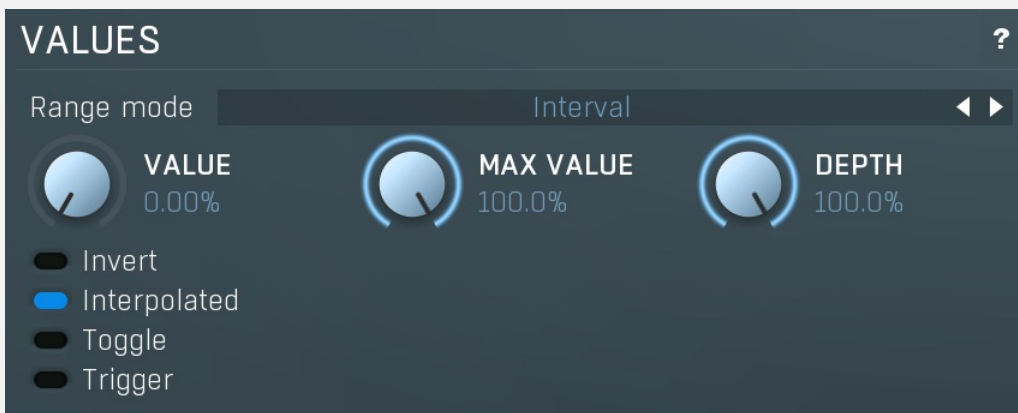 VALUES ?
Range mode Interval
VALUE MAX VALUE DEPTH
0.00% 100.0% 100.0%
Invert
Interpolated
Toggle
Trigger